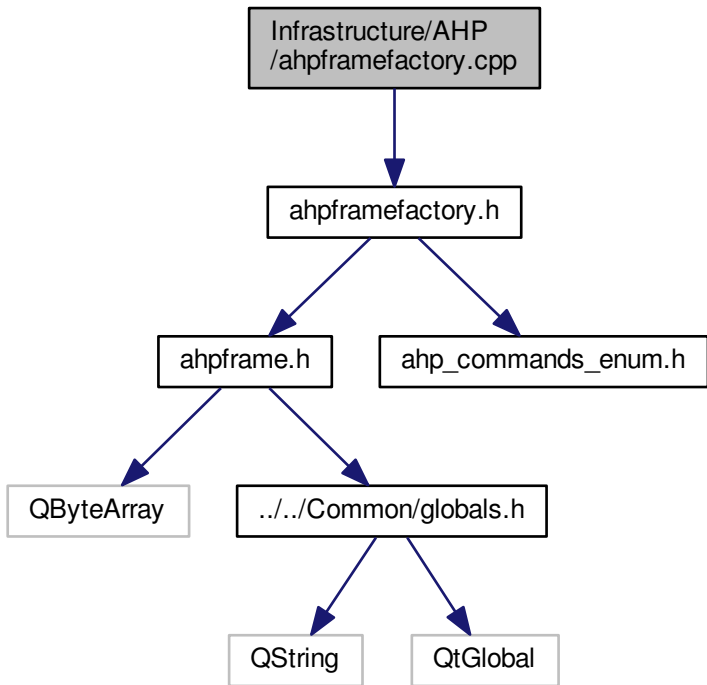 Infrastructure/AHP
/ahpframefactory.cpp
ahpframefactory.h
ahpframe.h
ahp_commands_enum.h
QByteArray
../../Common/globals.h
QString
QtGlobal